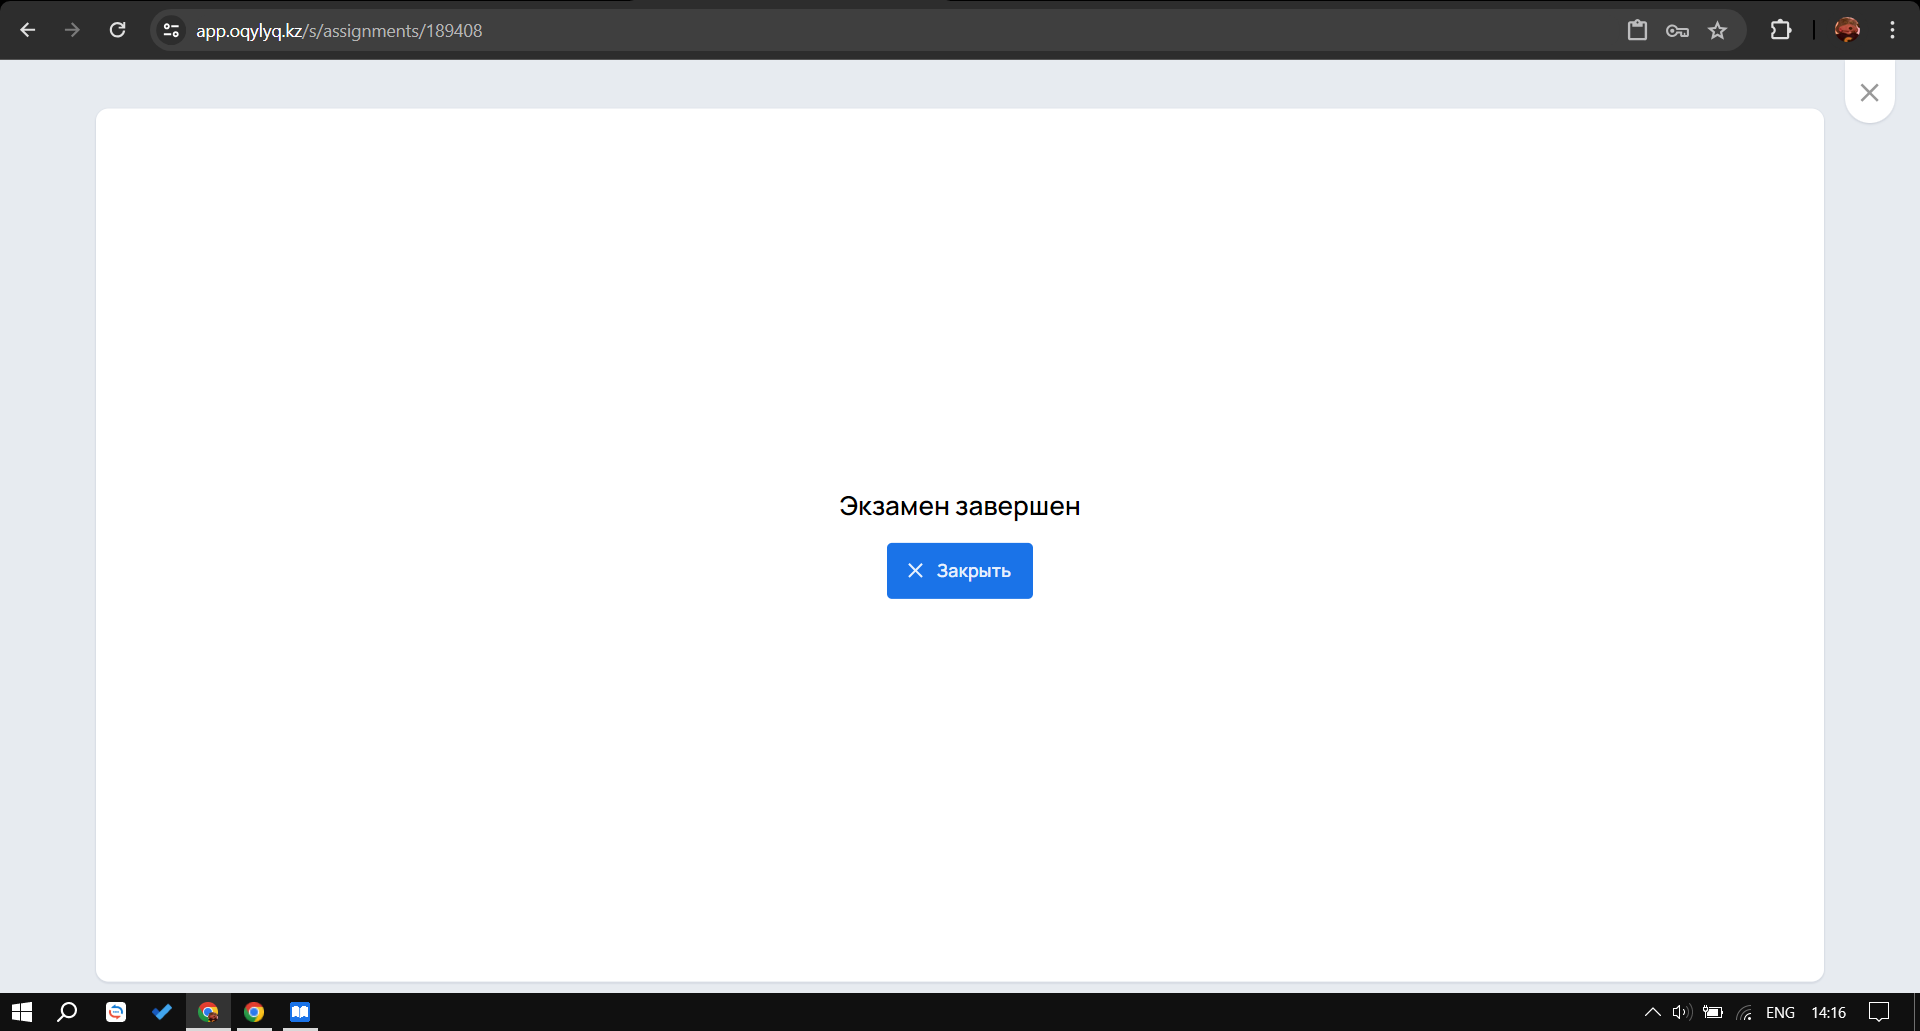 app.oqylyq.kz/s/assignments/189408
Экзамен завершен
Закрыть
ENG
14:16